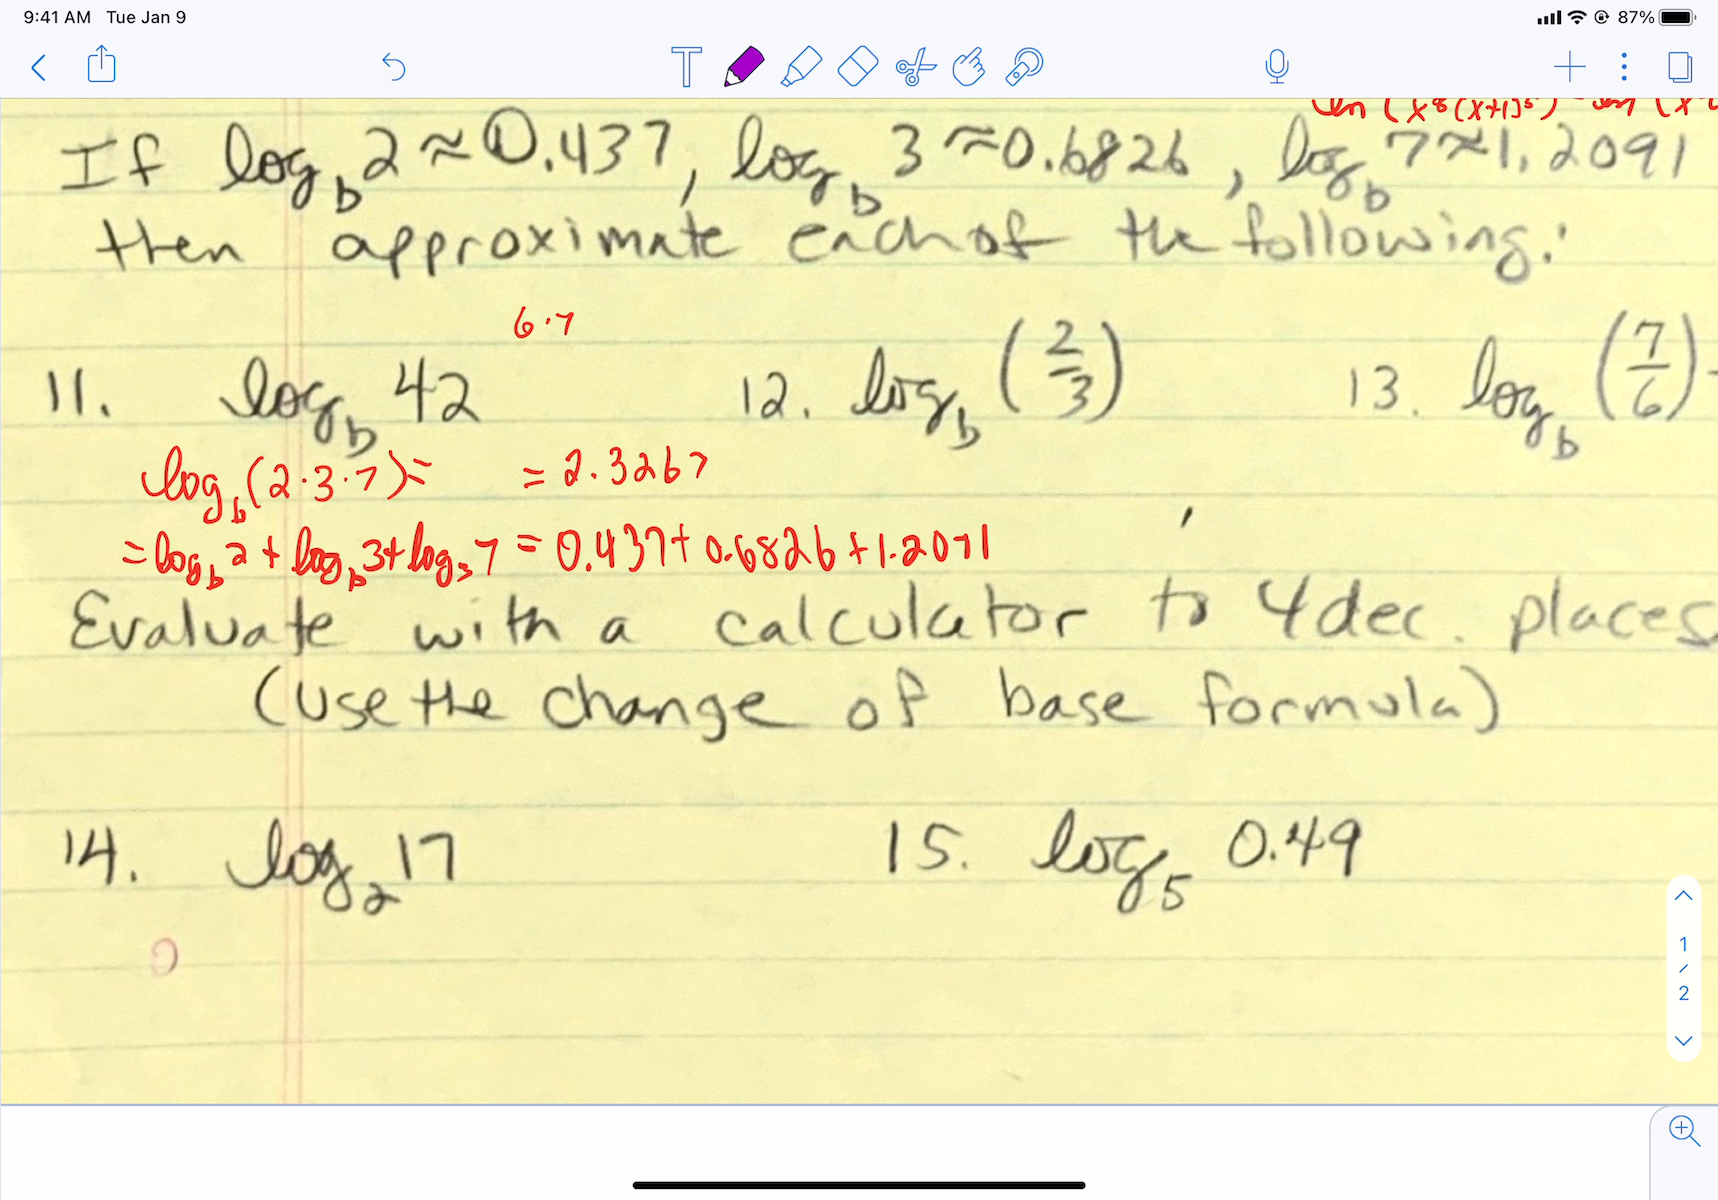 9:41 AM Tue Jan 9
87%
If log_b 2 ≈ 0.437, log_b 3 ≈ 0.6826, log_b 7 ≈ 1.2091
then approximate each of the following:
6·7
11. log_b 42 12. log_b (2/3) 13. log_b (7/6)
log_b (2·3·7) = = 2.3267
= log_b 2 + log_b 3 + log_3 7 = 0.437 + 0.6826 + 1.2071
Evaluate with a calculator to 4 dec. places
(use the change of base formula)
14. log_2 17 15. log_5 0.49
1
/
2